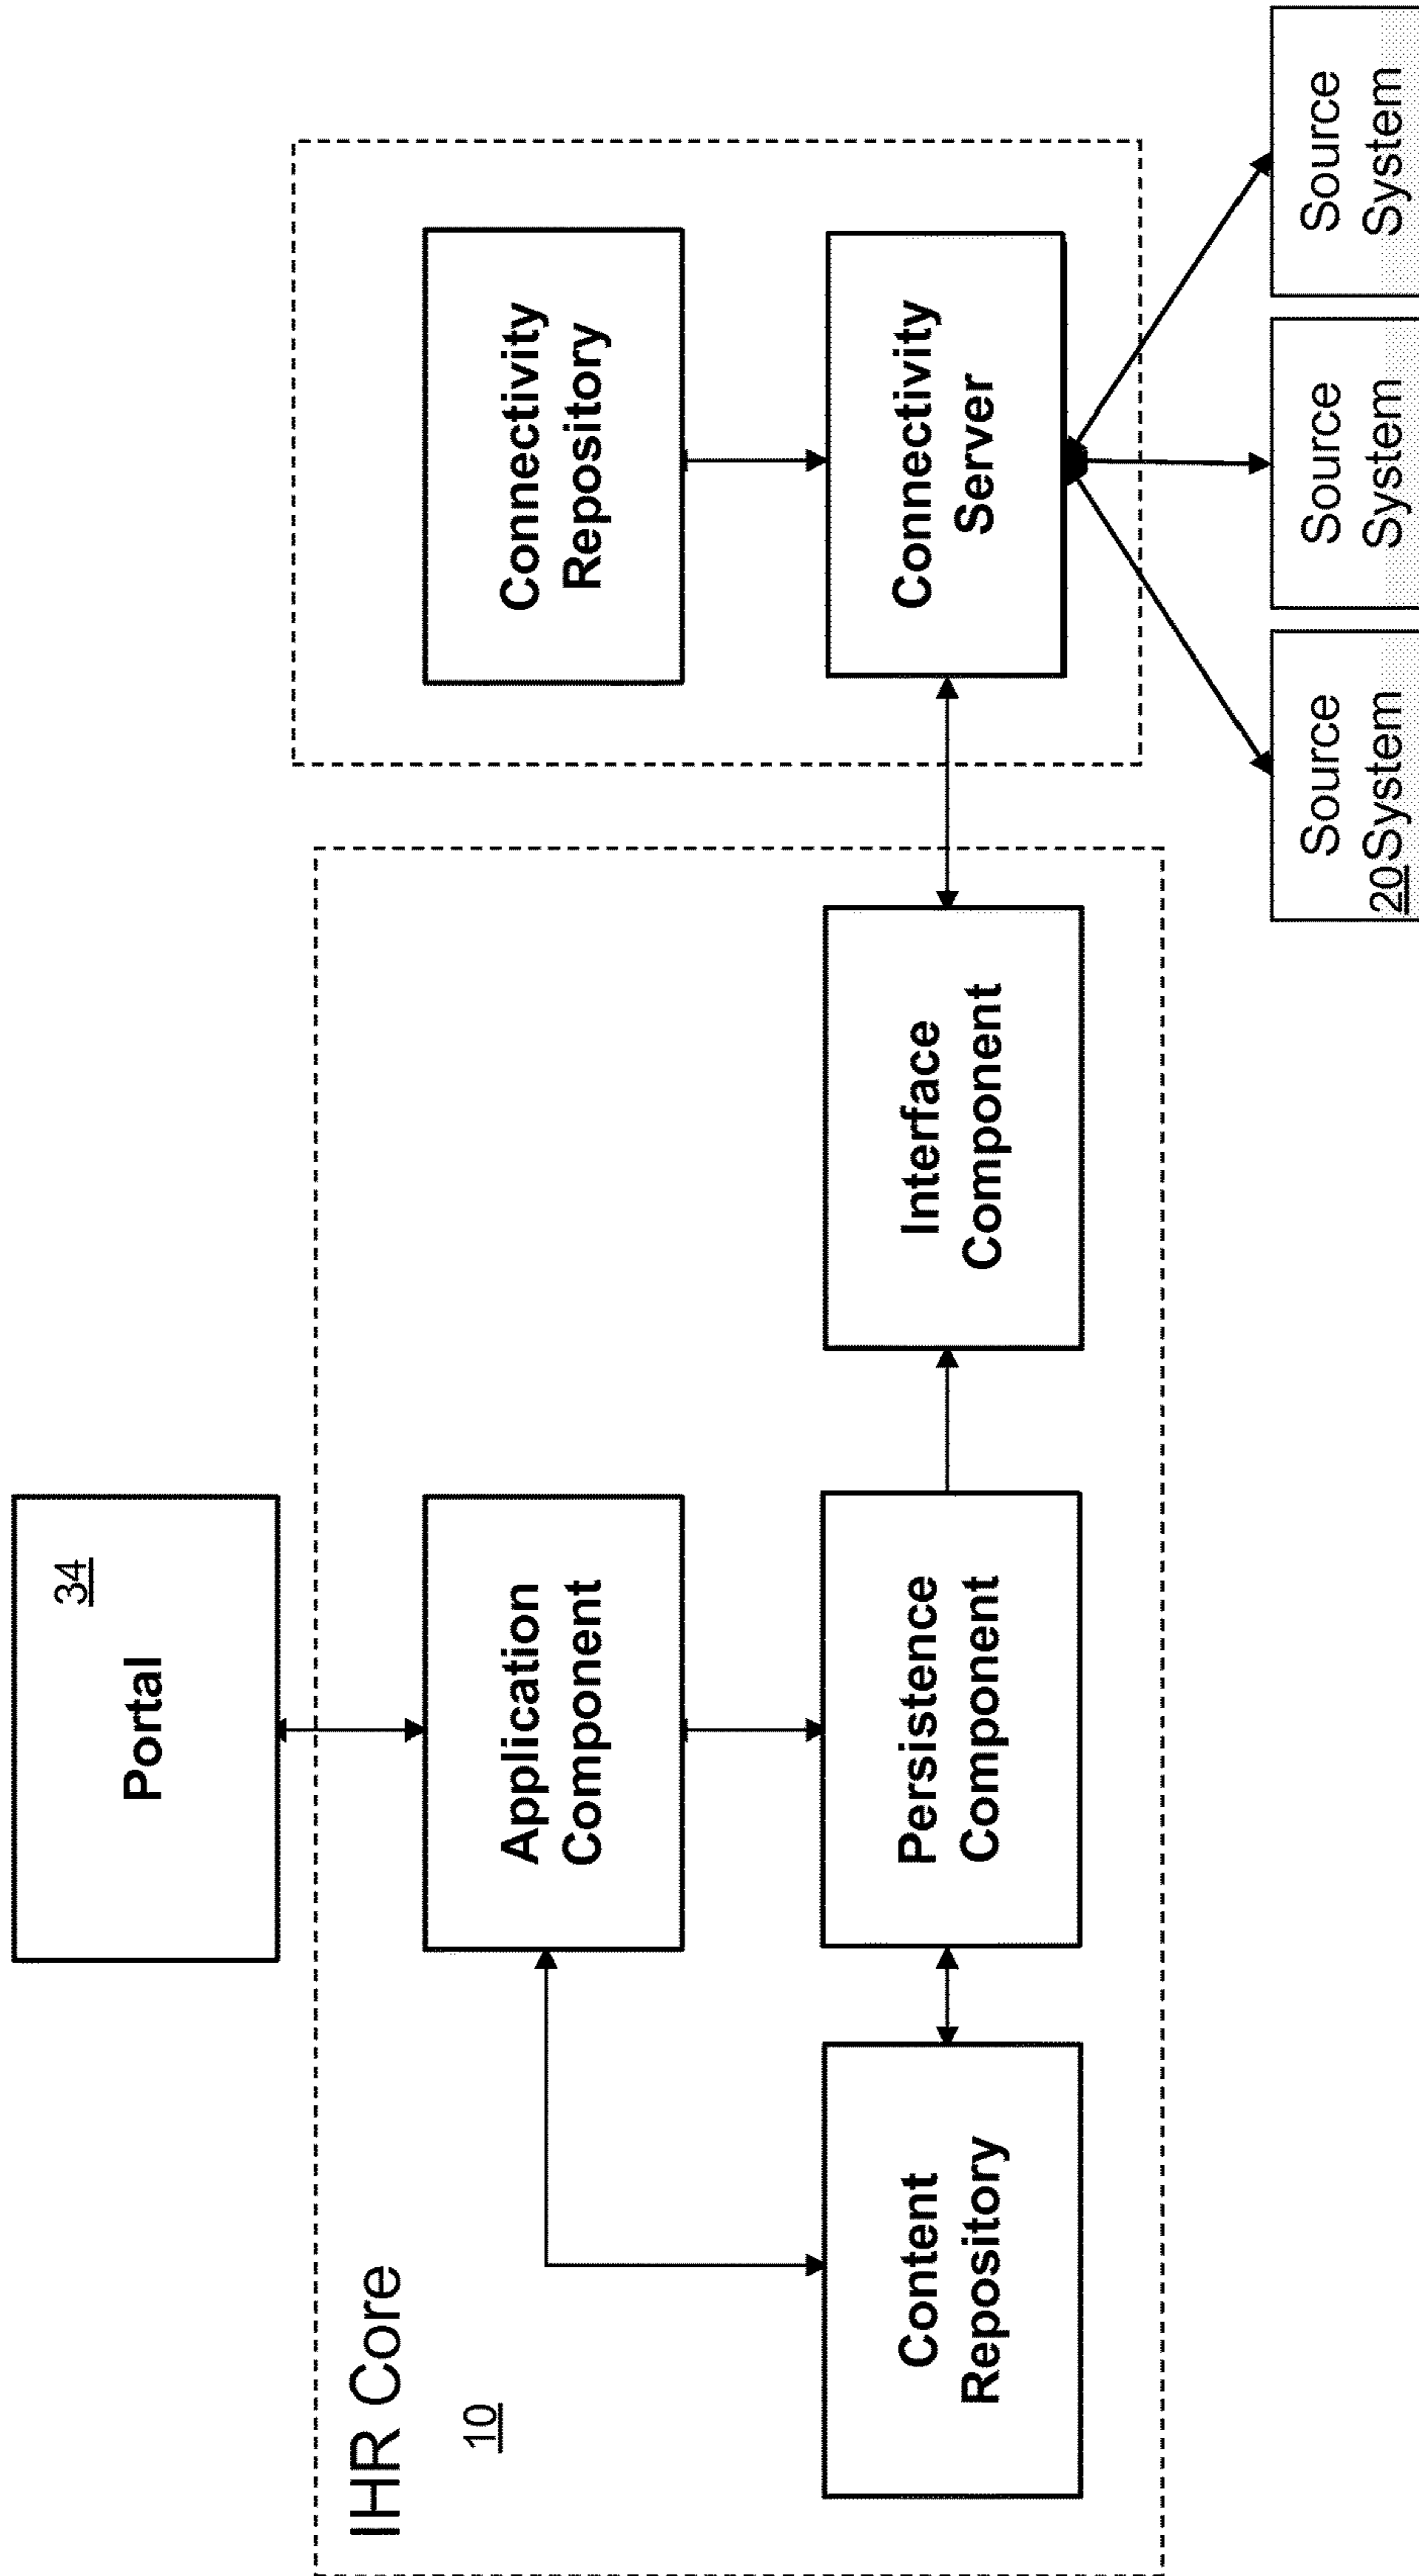 Portal
34
IHR Core
10
Application
Component
Connectivity
Repository
Content
Repository
Persistence
Component
Interface
Component
Connectivity
Server
Source
20System
Source
System
Source
System